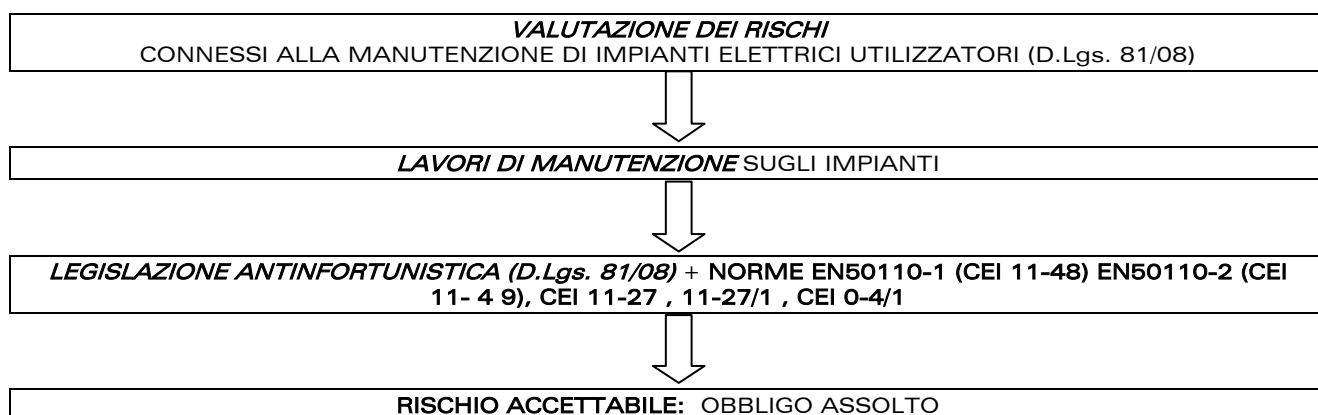 VALUTAZIONE DEI RISCHI
CONNESSI ALLA MANUTENZIONE DI IMPIANTI ELETTRICI UTILIZZATORI (D.Lgs. 81/08)
LAVORI DI MANUTENZIONE SUGLI IMPIANTI
LEGISLAZIONE ANTINFORTUNISTICA (D.Lgs. 81/08) + NORME EN50110-1 (CEI 11-48) EN50110-2 (CEI
11- 4 9), CEI 11-27 , 11-27/1 , CEI 0-4/1
RISCHIO ACCETTABILE: OBBLIGO ASSOLTO